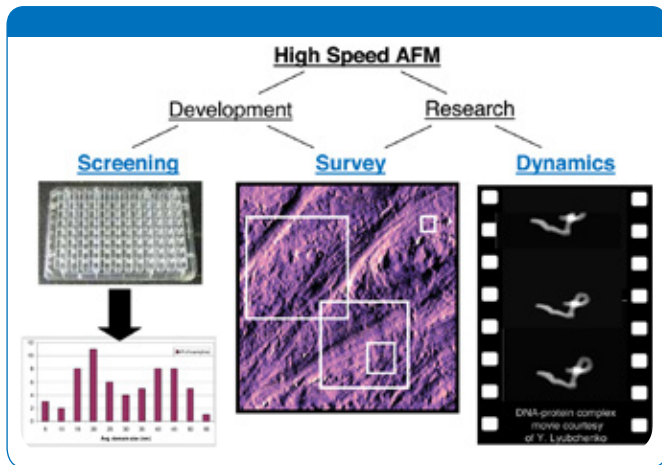 High Speed AFM
Development
Research
Screening
Survey
Dynamics
DNA-protein complex
movie courtesy
of Y. Lyubchenko